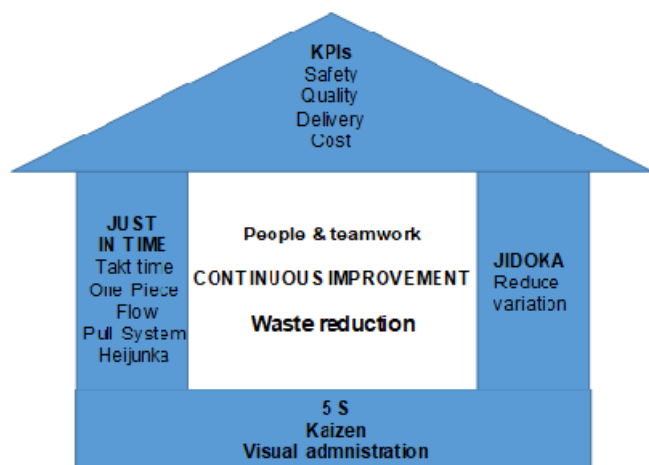 KPIs
Safety
Quality
Delivery
Cost
JUST
IN TIME
Takt time
One Piece
Flow
Pull System
Heijunka
People & teamwork
CONTINUOUS IMPROVEMENT
Waste reduction
JIDOKA
Reduce
variation
5 S
Kaizen
Visual admnistration